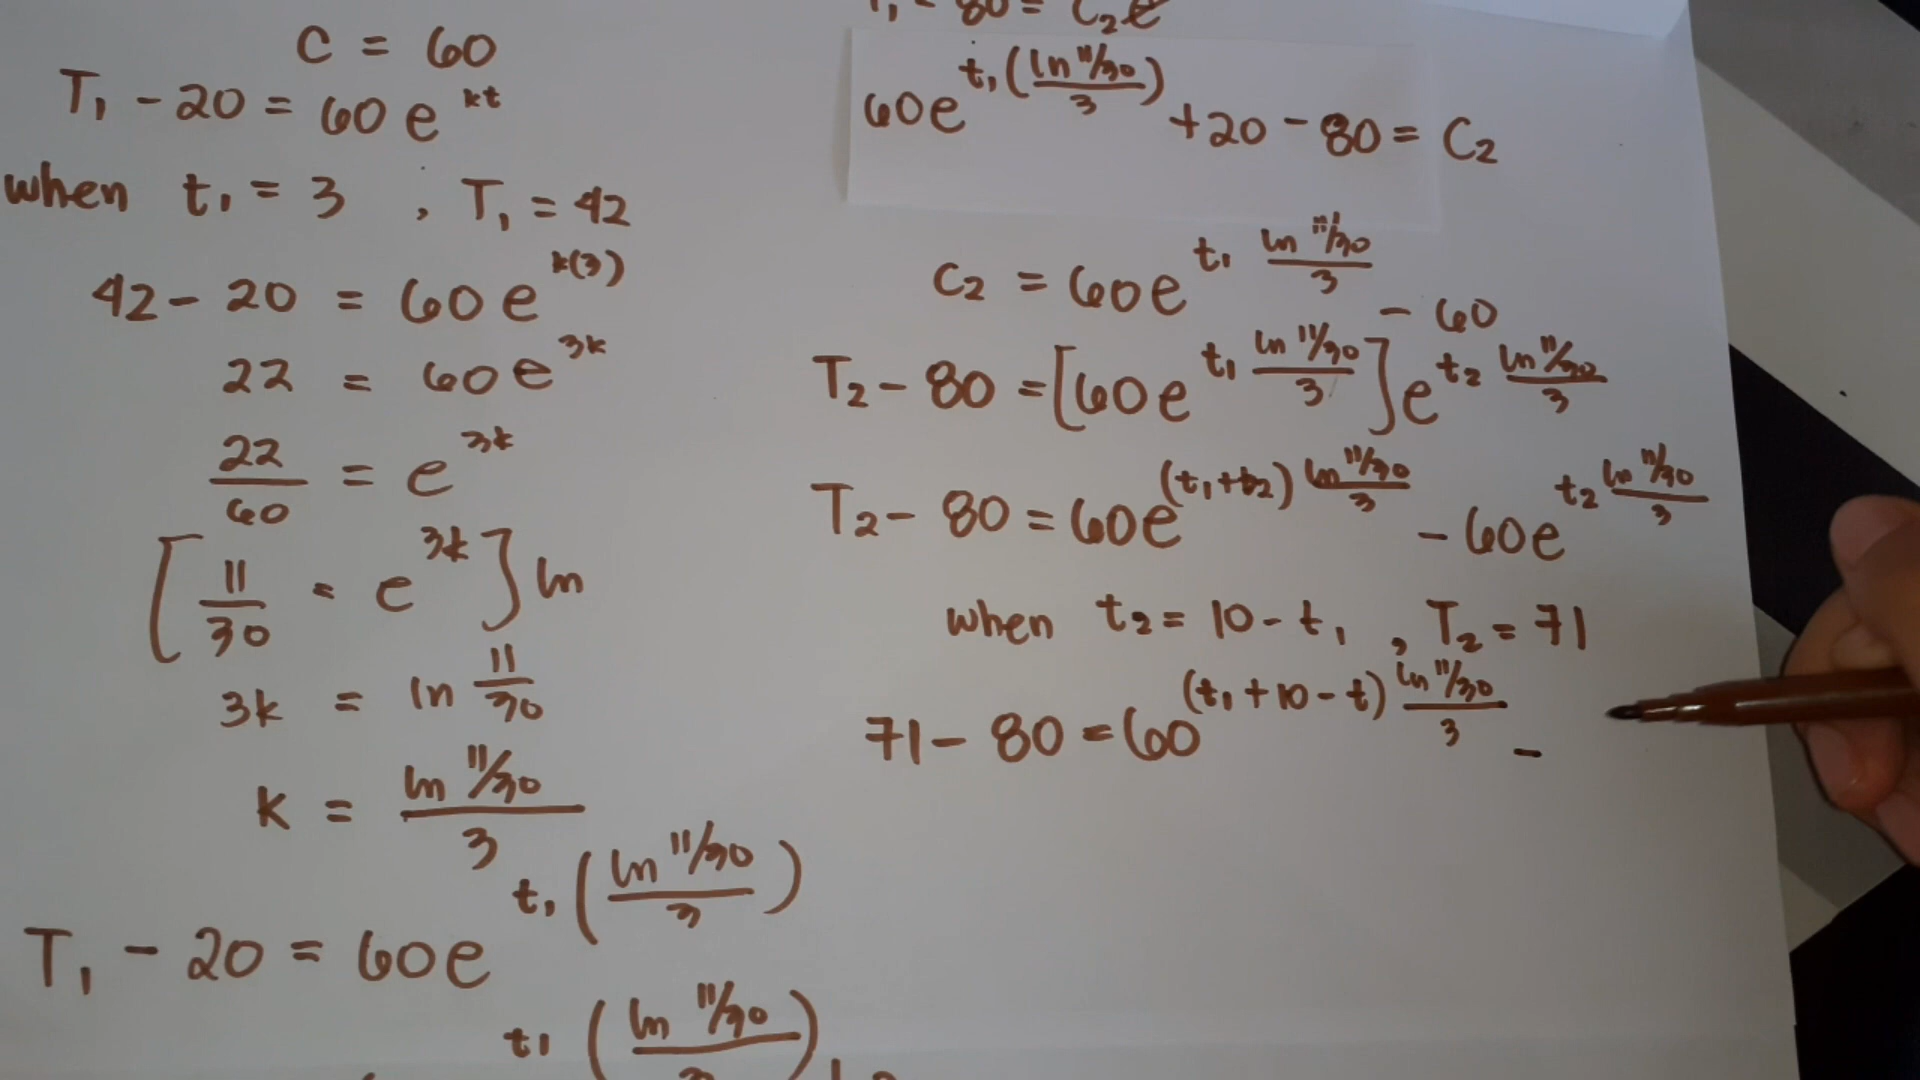 C = 60
T₁ - 20 = 60 e^{kt}
when t₁ = 3 , T₁ = 42
42 - 20 = 60 e^{k(3)}
22 = 60 e^{3k}
22/60 = e^{3k}
[11/30 = e^{3k}] ln
3k = ln 11/30
k = (ln 11/30)/3
T₁ - 20 = 60e^{t₁((ln 11/30)/3)}
t₁ (ln 11/30
T₁ - 80 = C₂e
60e^{t₁((ln 11/30)/3)} + 20 - 80 = C₂
C₂ = 60e^{t₁ (ln 11/30)/3} - 60
T₂ - 80 = [60e^{t₁ (ln 11/30)/3}] e^{t₂ (ln 11/30)/3}
T₂ - 80 = 60e^{(t₁+t₂) (ln 11/30)/3} - 60e^{t₂ (ln 11/30)/3}
when t₂ = 10 - t₁ , T₂ = 71
71 - 80 = 60^{(t₁ + 10 - t) (ln 11/30)/3} -